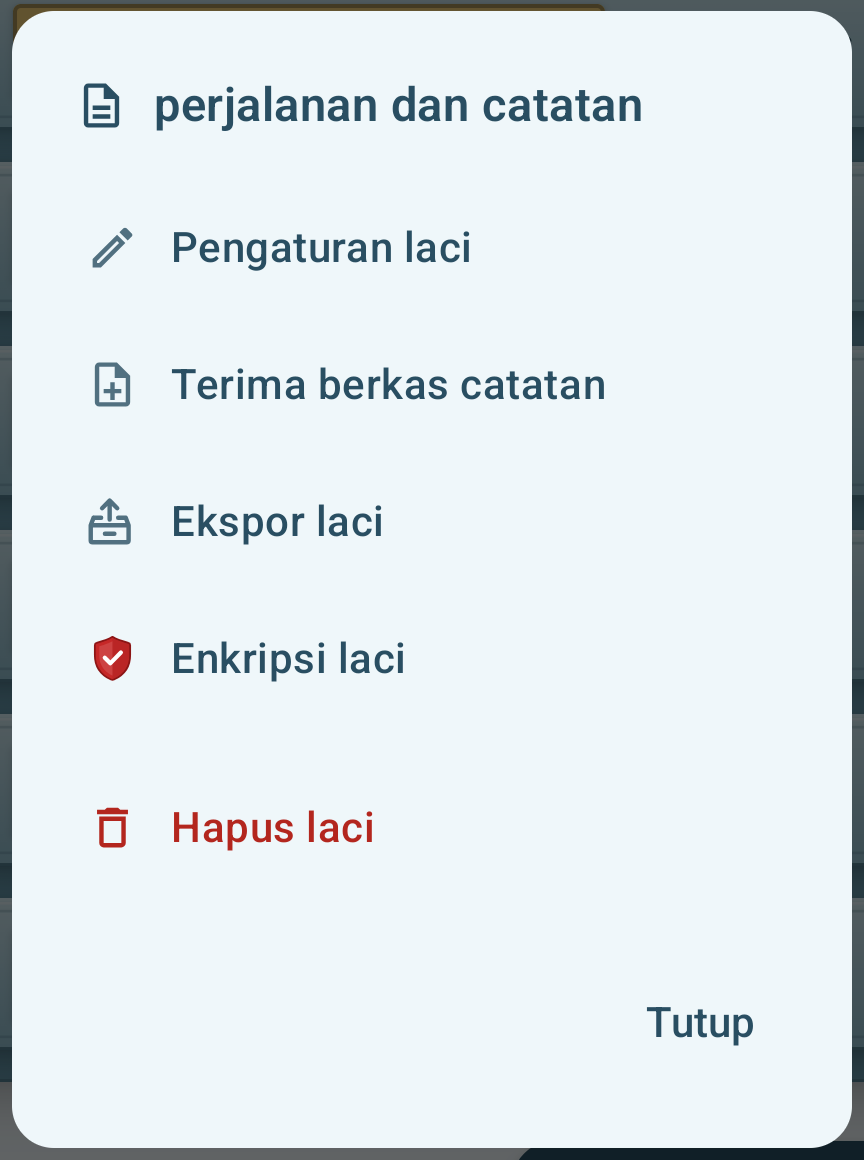 perjalanan dan catatan
Pengaturan laci
Terima berkas catatan
Ekspor laci
Enkripsi laci
Hapus laci
Tutup